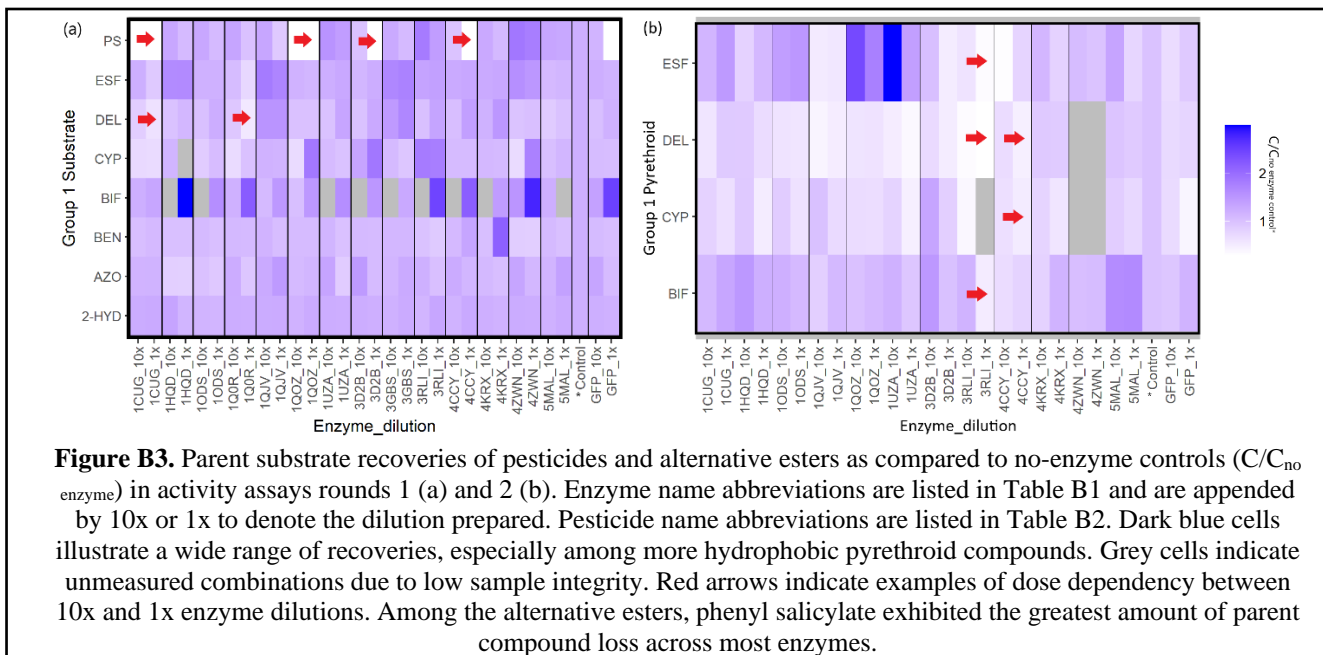 (a)
Group 1 Substrate
PS
ESF
DEL
CYP
BIF
BEN
AZO
2-HYD
1CUG_10x
1CUG_1x
1HQD_10x
1HQD_1x
1ODS_10x
1ODS_1x
1Q0R_10x
1Q0R_1x
1QJV_10x
1QJV_1x
1QOZ_10x
1QOZ_1x
1UZA_10x
1UZA_1x
3D2B_10x
3D2B_1x
3GBS_10x
3GBS_1x
3RLI_10x
3RLI_1x
4CCY_10x
4CCY_1x
4KRX_10x
4KRX_1x
4ZWN_10x
4ZWN_1x
5MAL_10x
5MAL_1x
*Control
GFP_10x
GFP_1x
Enzyme_dilution
(b)
Group 1 Pyrethroid
ESF
DEL
CYP
BIF
1CUG_10x
1CUG_1x
1HQD_10x
1HQD_1x
1ODS_10x
1ODS_1x
1QJV_10x
1QJV_1x
1QOZ_10x
1QOZ_1x
1UZA_10x
1UZA_1x
3D2B_10x
3D2B_1x
3RLI_10x
3RLI_1x
4CCY_10x
4CCY_1x
4KRX_10x
4KRX_1x
4ZWN_10x
4ZWN_1x
5MAL_10x
5MAL_1x
*Control
GFP_10x
GFP_1x
Enzyme_dilution
2
1
C/Cno enzyme control*
Figure B3. Parent substrate recoveries of pesticides and alternative esters as compared to no-enzyme controls (C/Cno
enzyme) in activity assays rounds 1 (a) and 2 (b). Enzyme name abbreviations are listed in Table B1 and are appended
by 10x or 1x to denote the dilution prepared. Pesticide name abbreviations are listed in Table B2. Dark blue cells
illustrate a wide range of recoveries, especially among more hydrophobic pyrethroid compounds. Grey cells indicate
unmeasured combinations due to low sample integrity. Red arrows indicate examples of dose dependency between
10x and 1x enzyme dilutions. Among the alternative esters, phenyl salicylate exhibited the greatest amount of parent
compound loss across most enzymes.